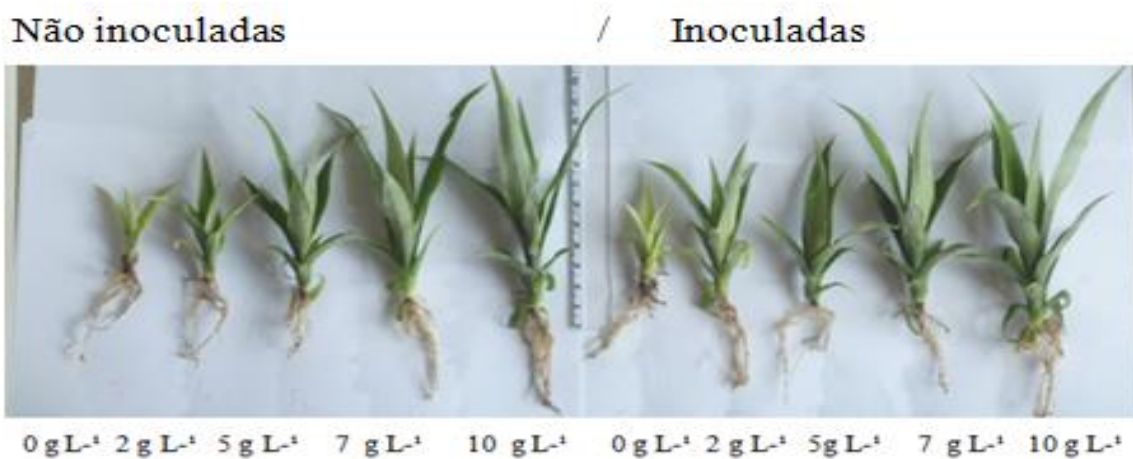 Não inoculadas / Inoculadas
0 g L-¹ 2 g L-¹ 5 g L-¹ 7 g L-¹ 10 g L-¹ 0 g L-¹ 2 g L-¹ 5g L-¹ 7 g L-¹ 10 g L-¹